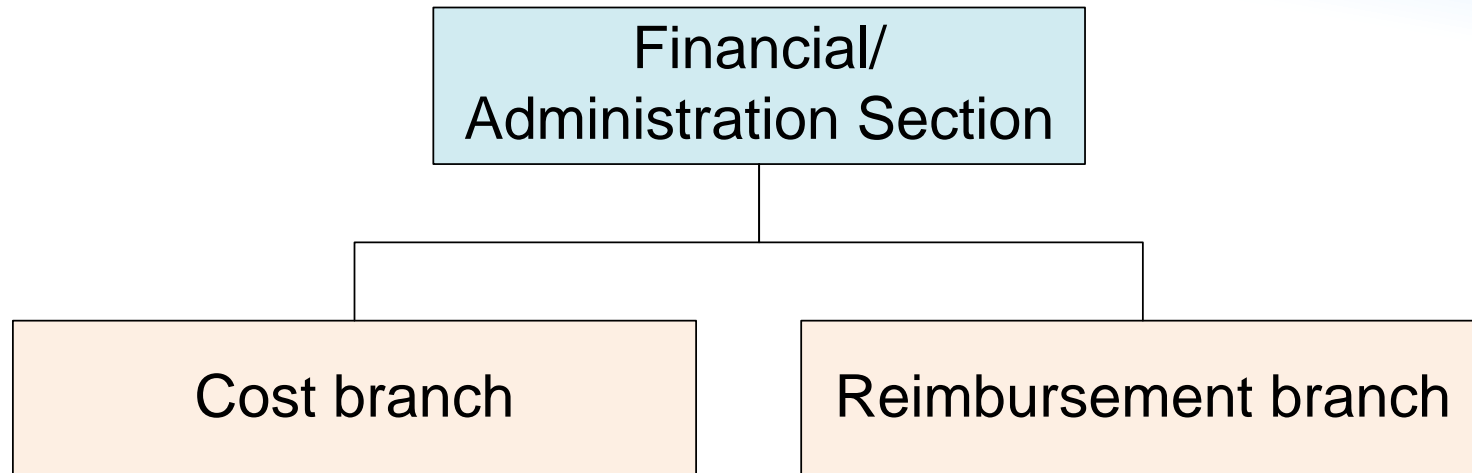 Financial/
Administration Section
Cost branch
Reimbursement branch